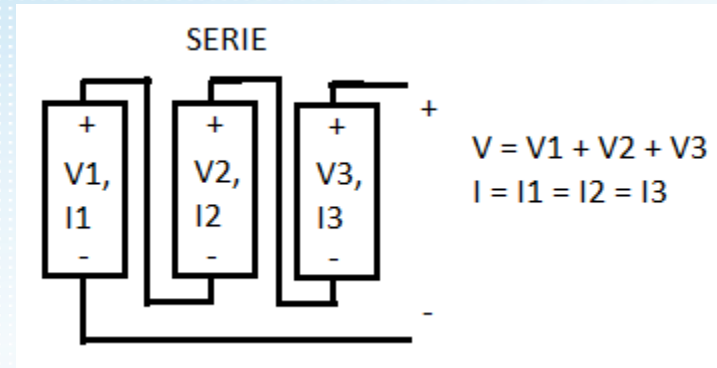 SERIE
+
V1,
I1
-
+
V2,
I2
-
+
V3,
I3
-
+
-
V = V1 + V2 + V3
I = I1 = I2 = I3